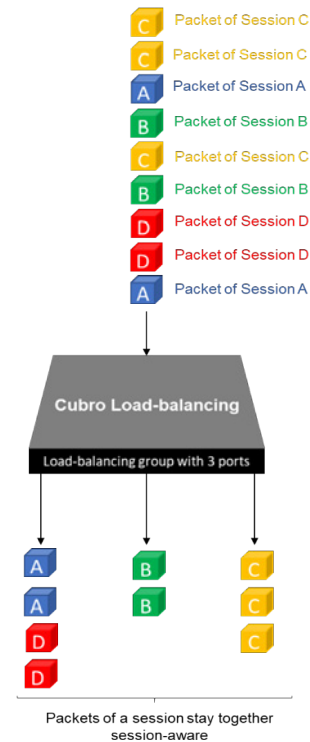 C Packet of Session C
C Packet of Session C
A Packet of Session A
B Packet of Session B
C Packet of Session C
B Packet of Session B
D Packet of Session D
D Packet of Session D
A Packet of Session A
Cubro Load-balancing
Load-balancing group with 3 ports
A B C
A B C
D C
D
Packets of a session stay together
session-aware